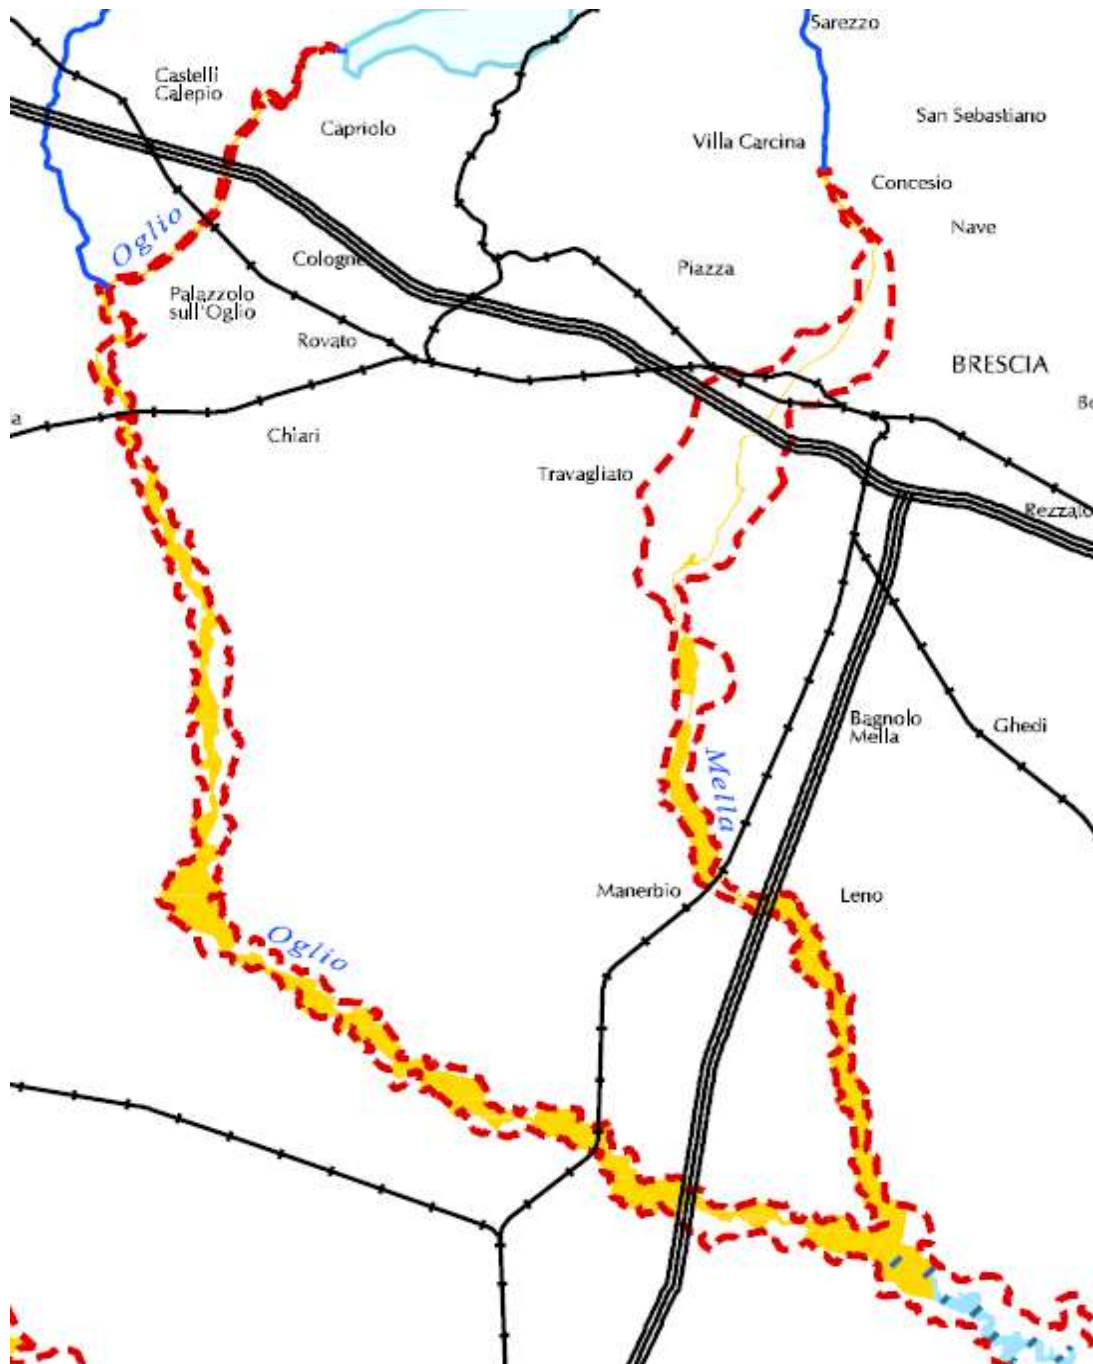 Sarezzo
Castelli
Calepio
San Sebastiano
Capriolo
Villa Carcina
Concesio
Nave
Oglio
Cologne
Piazza
Palazzolo
sull'Oglio
Rovato
BRESCIA
a
Chiari
Travagliato
Bagnolo
Mella
Ghedi
Mella
Manerbio
Leno
Oglio